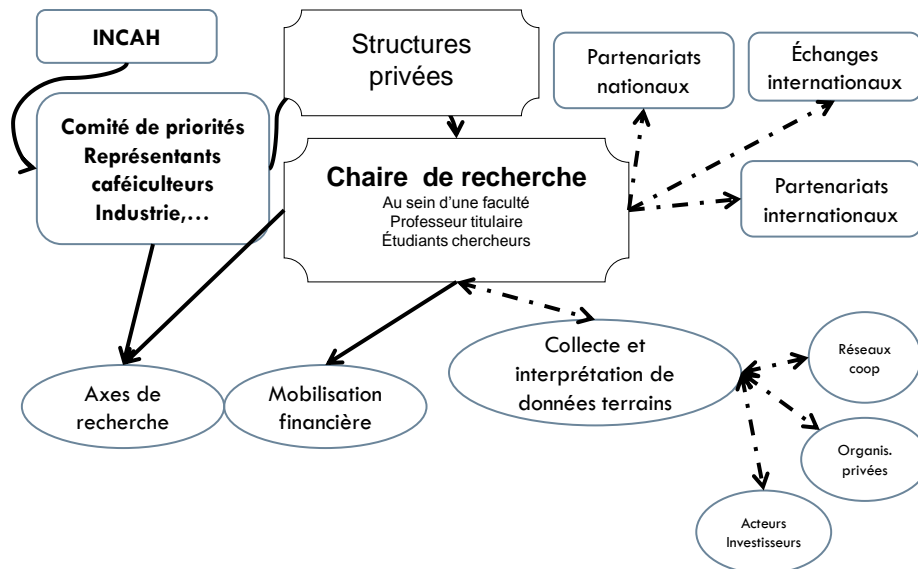 INCAH
Structures
privées
Partenariats
nationaux
Échanges
internationaux
Comité de priorités
Représentants
caféiculteurs
Industrie,...
Chaire de recherche
Au sein d'une faculté
Professeur titulaire
Étudiants chercheurs
Partenariats
internationaux
Axes de
recherche
Mobilisation
financière
Collecte et
interprétation de
données terrains
Réseaux
coop
Organis.
privées
Acteurs
Investisseurs